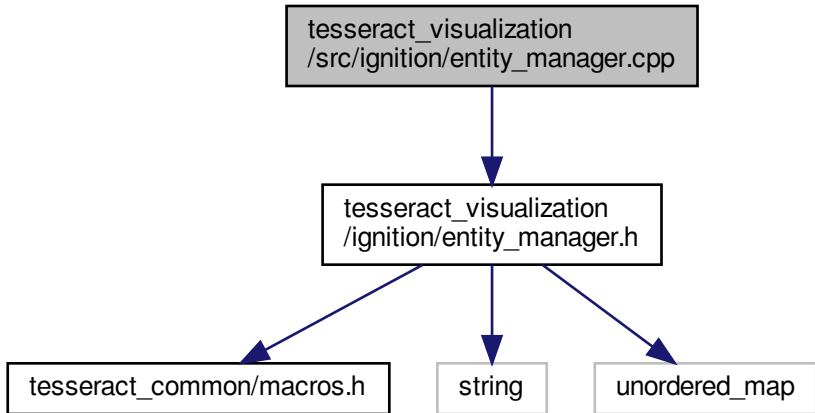 tesseract_visualization
/src/ignition/entity_manager.cpp
tesseract_visualization
/ignition/entity_manager.h
tesseract_common/macros.h
string
unordered_map